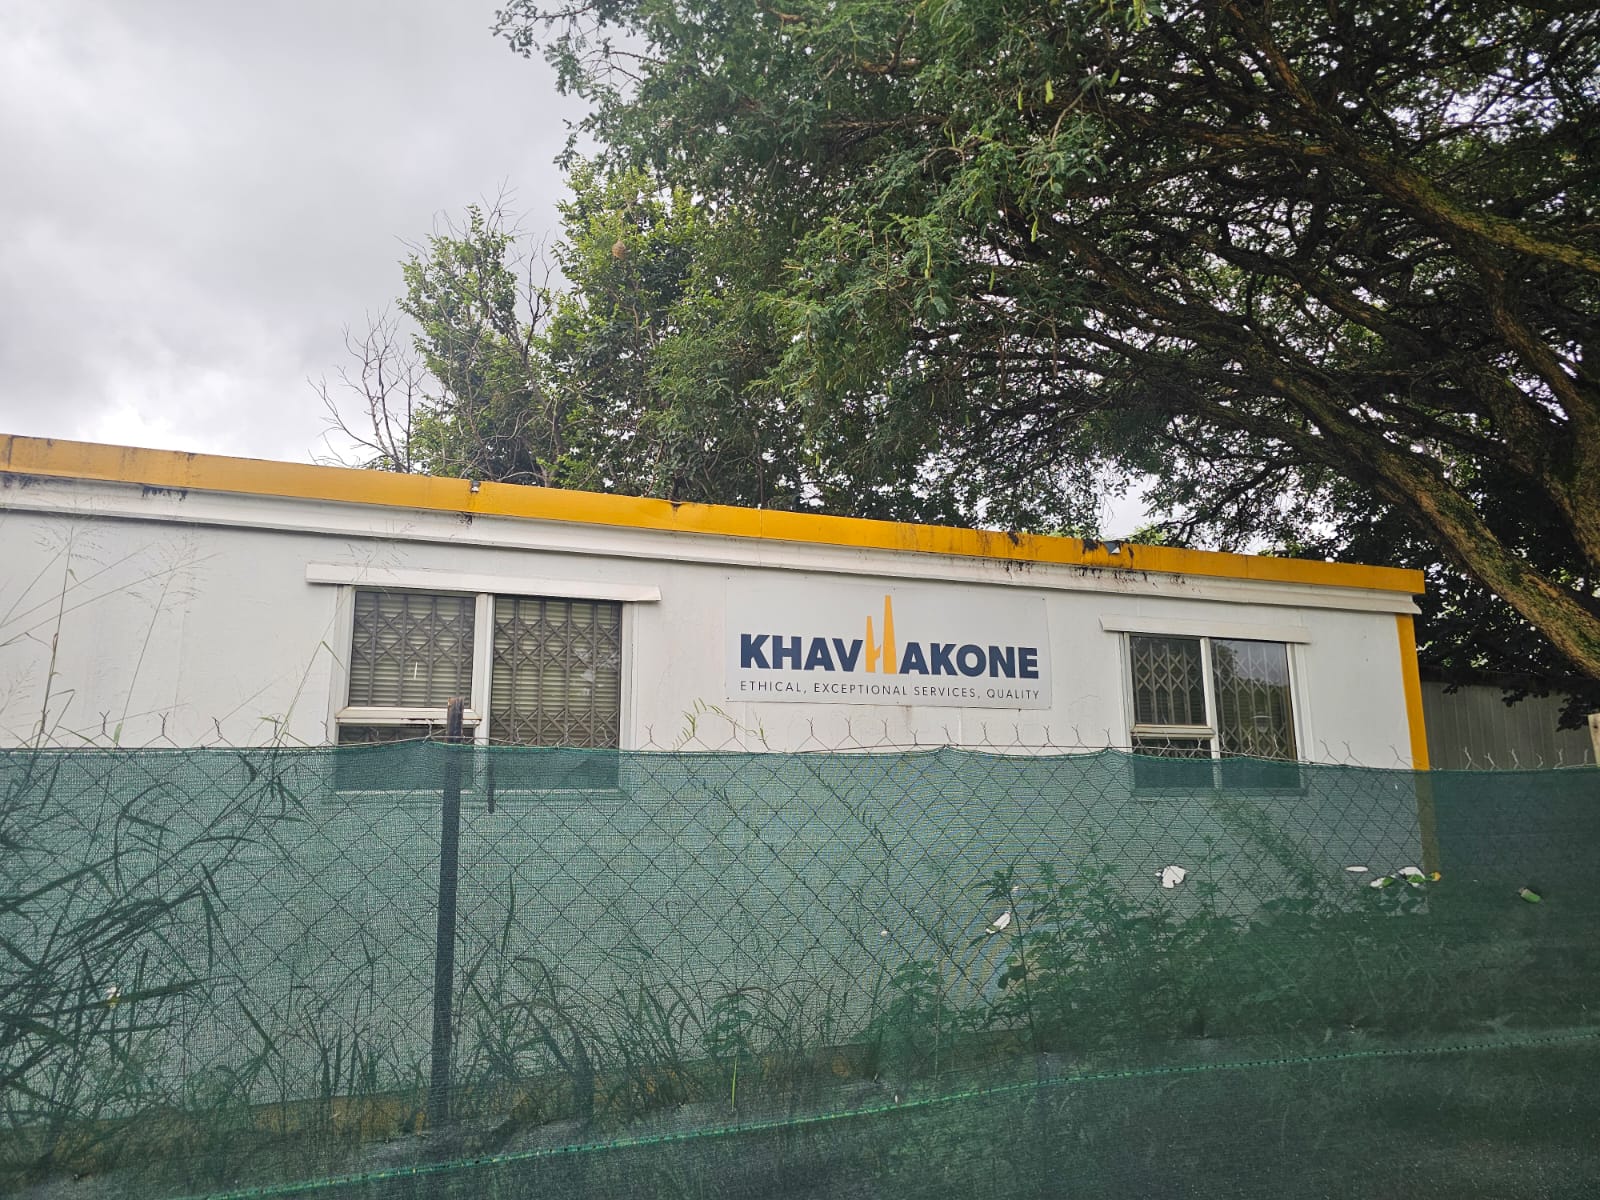 KHAVHAKONE
ETHICAL, EXCEPTIONAL SERVICES, QUALITY